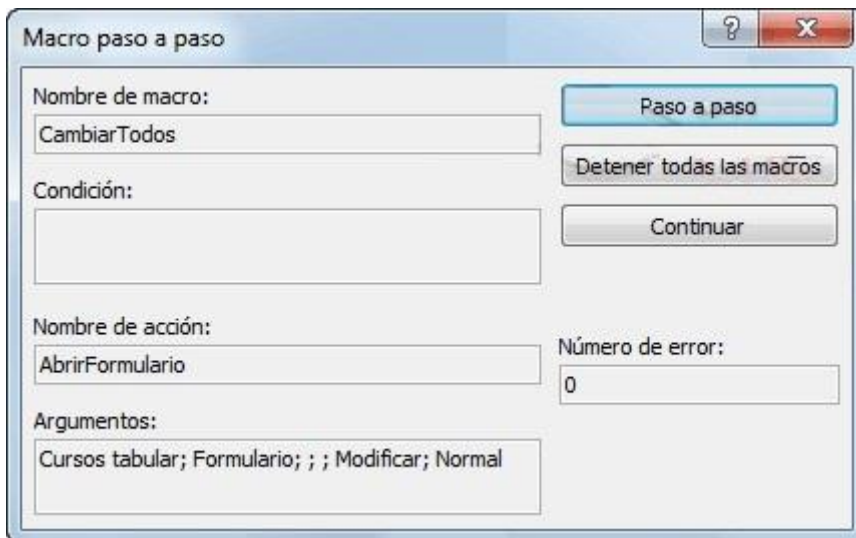 Macro paso a paso
Nombre de macro:
CambiarTodos
Condición:
Nombre de acción:
AbrirFormulario
Argumentos:
Cursos tabular; Formulario; ; ; Modificar; Normal
Paso a paso
Detener todas las macros
Continuar
Número de error:
0